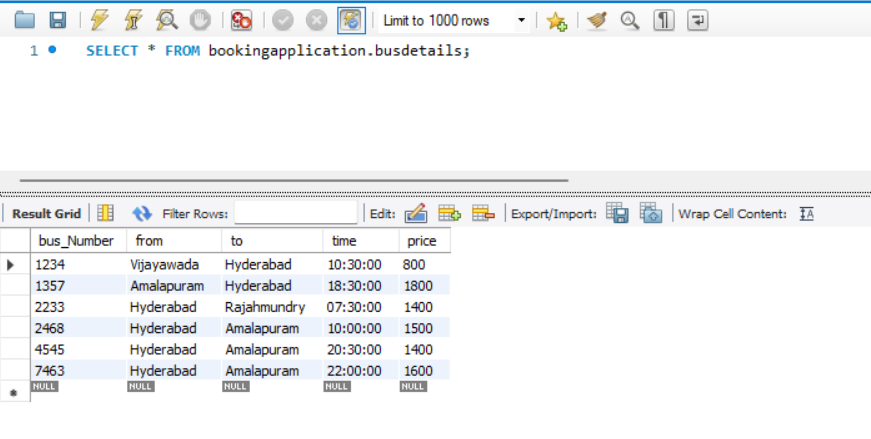 Limit to 1000 rows
1 SELECT * FROM bookingapplication.busdetails;
Result Grid Filter Rows: Edit: Export/Import: Wrap Cell Content: IA
bus_Number from to time price
1234 Vijayawada Hyderabad 10:30:00 800
1357 Amalapuram Hyderabad 18:30:00 1800
2233 Hyderabad Rajahmundry 07:30:00 1400
2468 Hyderabad Amalapuram 10:00:00 1500
4545 Hyderabad Amalapuram 20:30:00 1400
7463 Hyderabad Amalapuram 22:00:00 1600
NULL NULL NULL NULL NULL